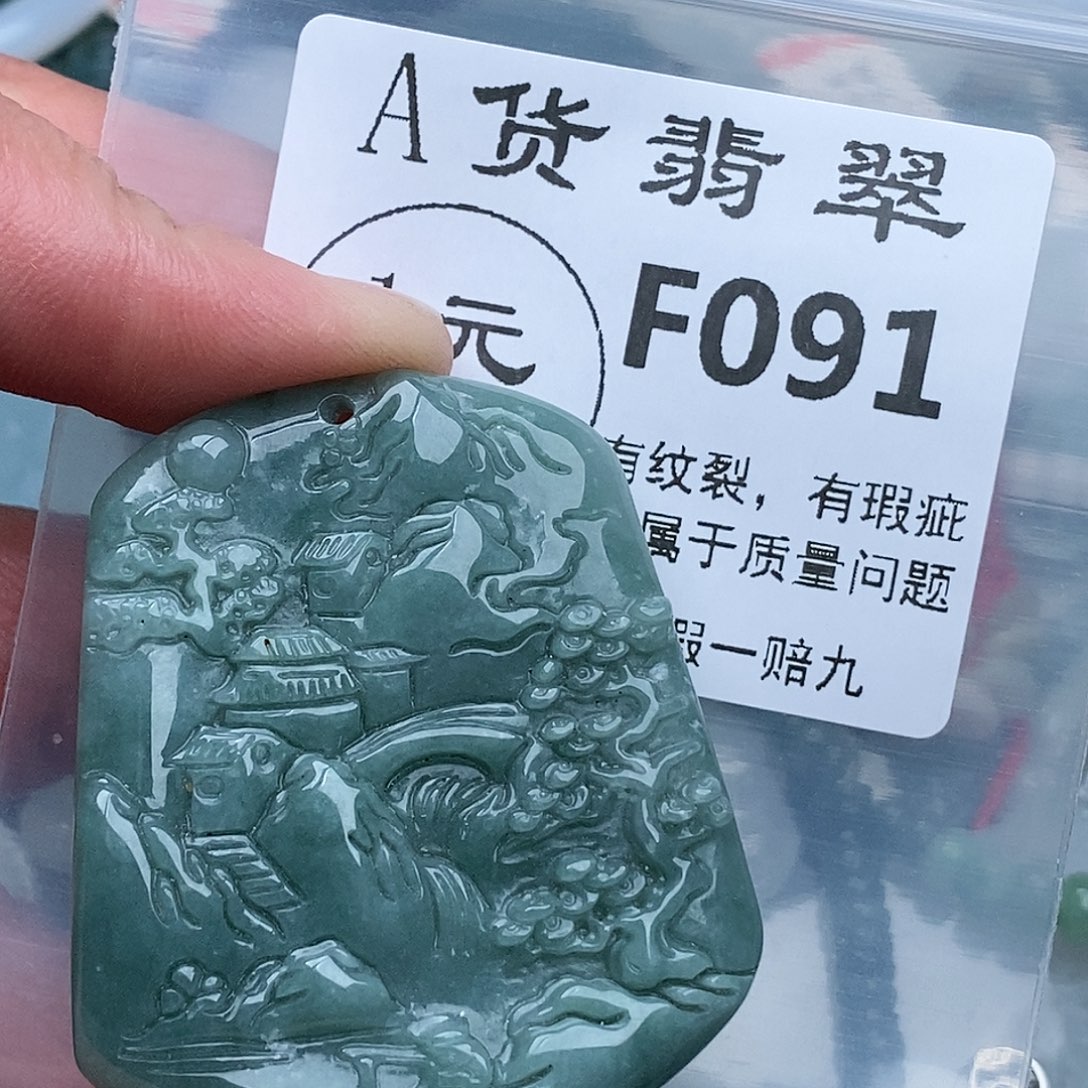 A货翡翠
元
F091
有纹裂，有瑕疵
属于质量问题
假一赔九